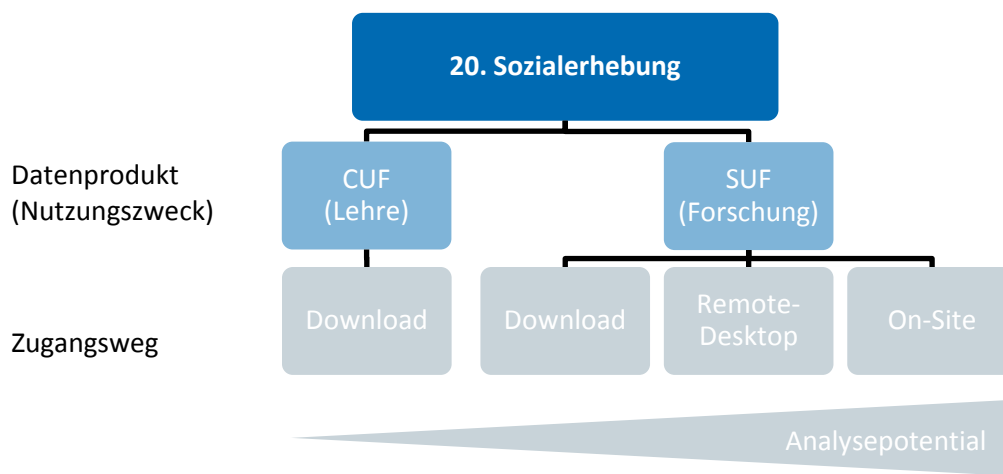 20. Sozialerhebung
Datenprodukt
(Nutzungszweck)
CUF
(Lehre)
SUF
(Forschung)
Zugangsweg
Download
Download
Remote-
Desktop
On-Site
Analysepotential